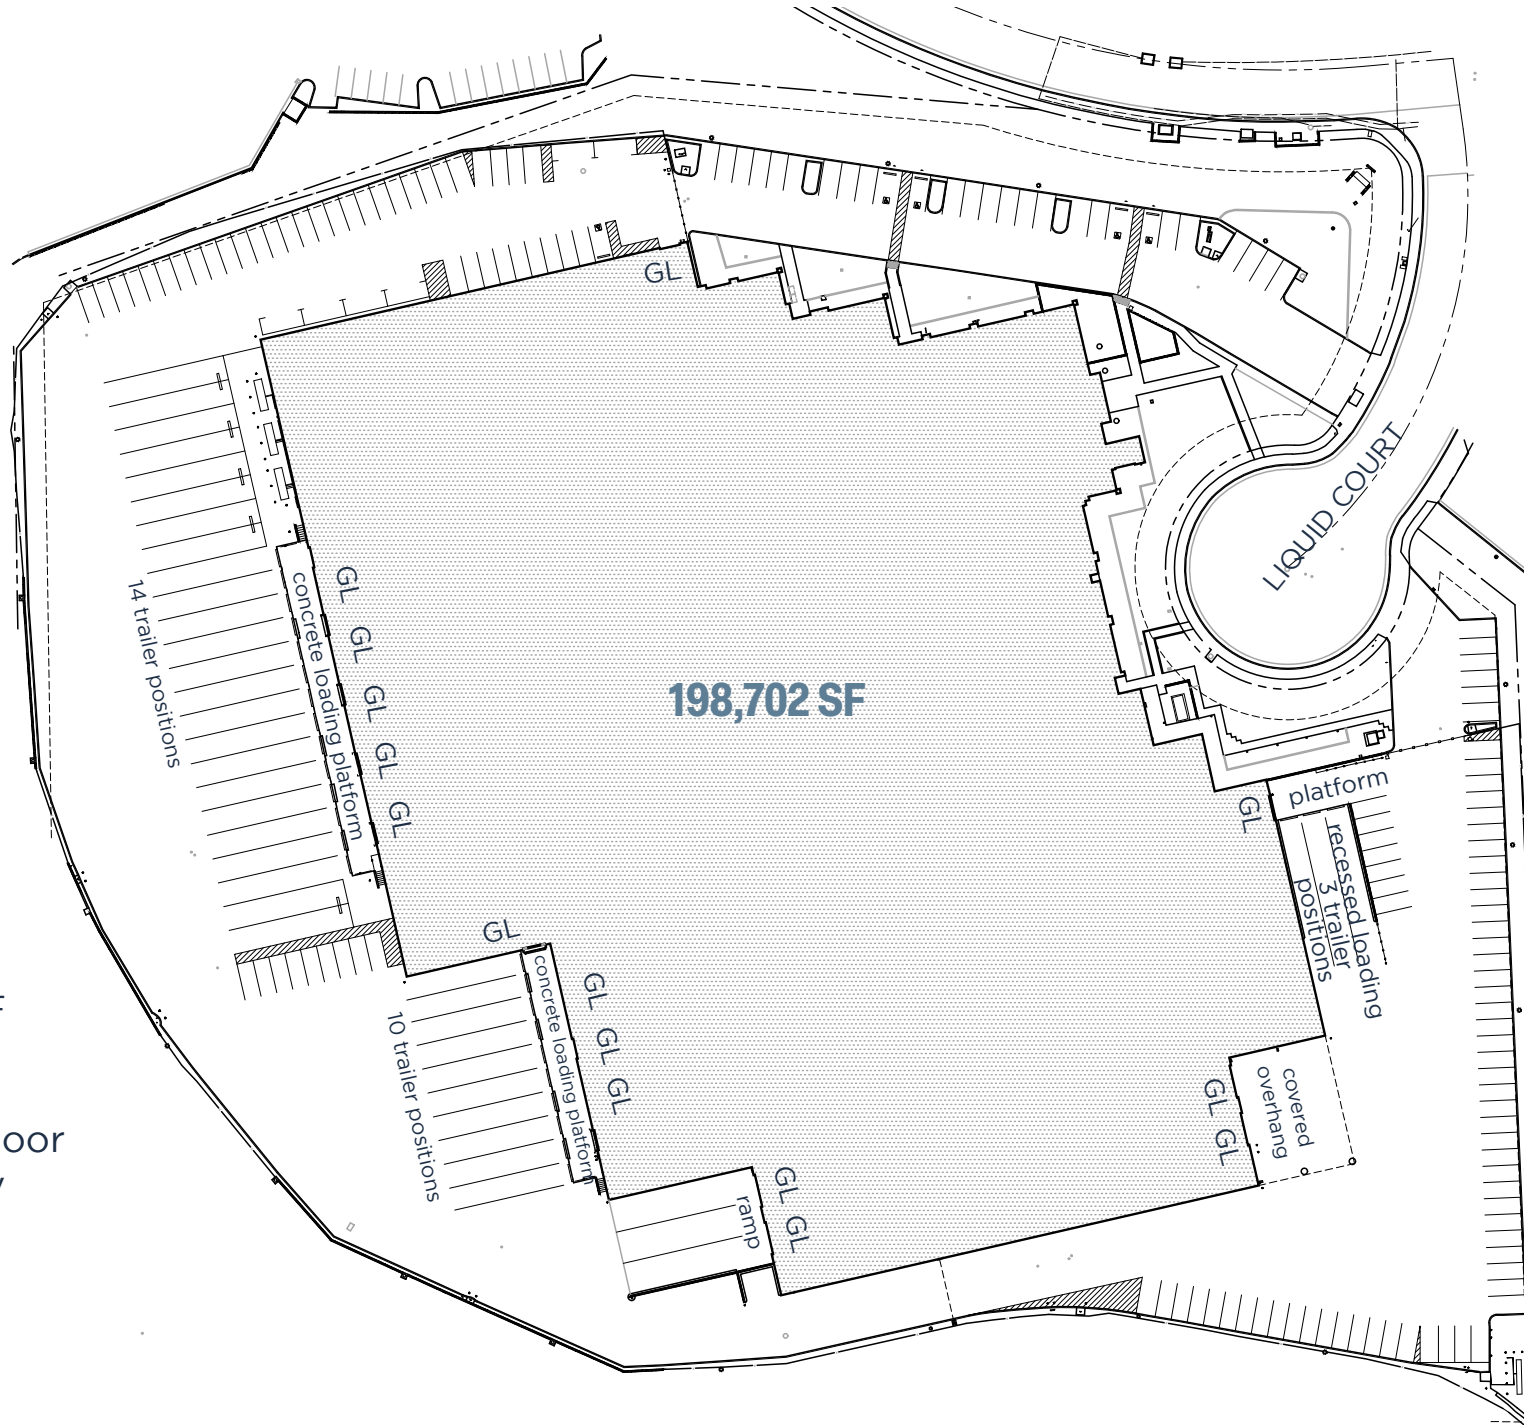 GL
LIQUID COURT
14 trailer positions
concrete loading platform
GL
GL
GL
GL
GL
198,702 SF
platform
GL
recessed loading
3 trailer
positions
GL
concrete loading platform
10 trailer positions
GL
GL
GL
oor
covered
overhang
GL
GL
ramp
GL
GL